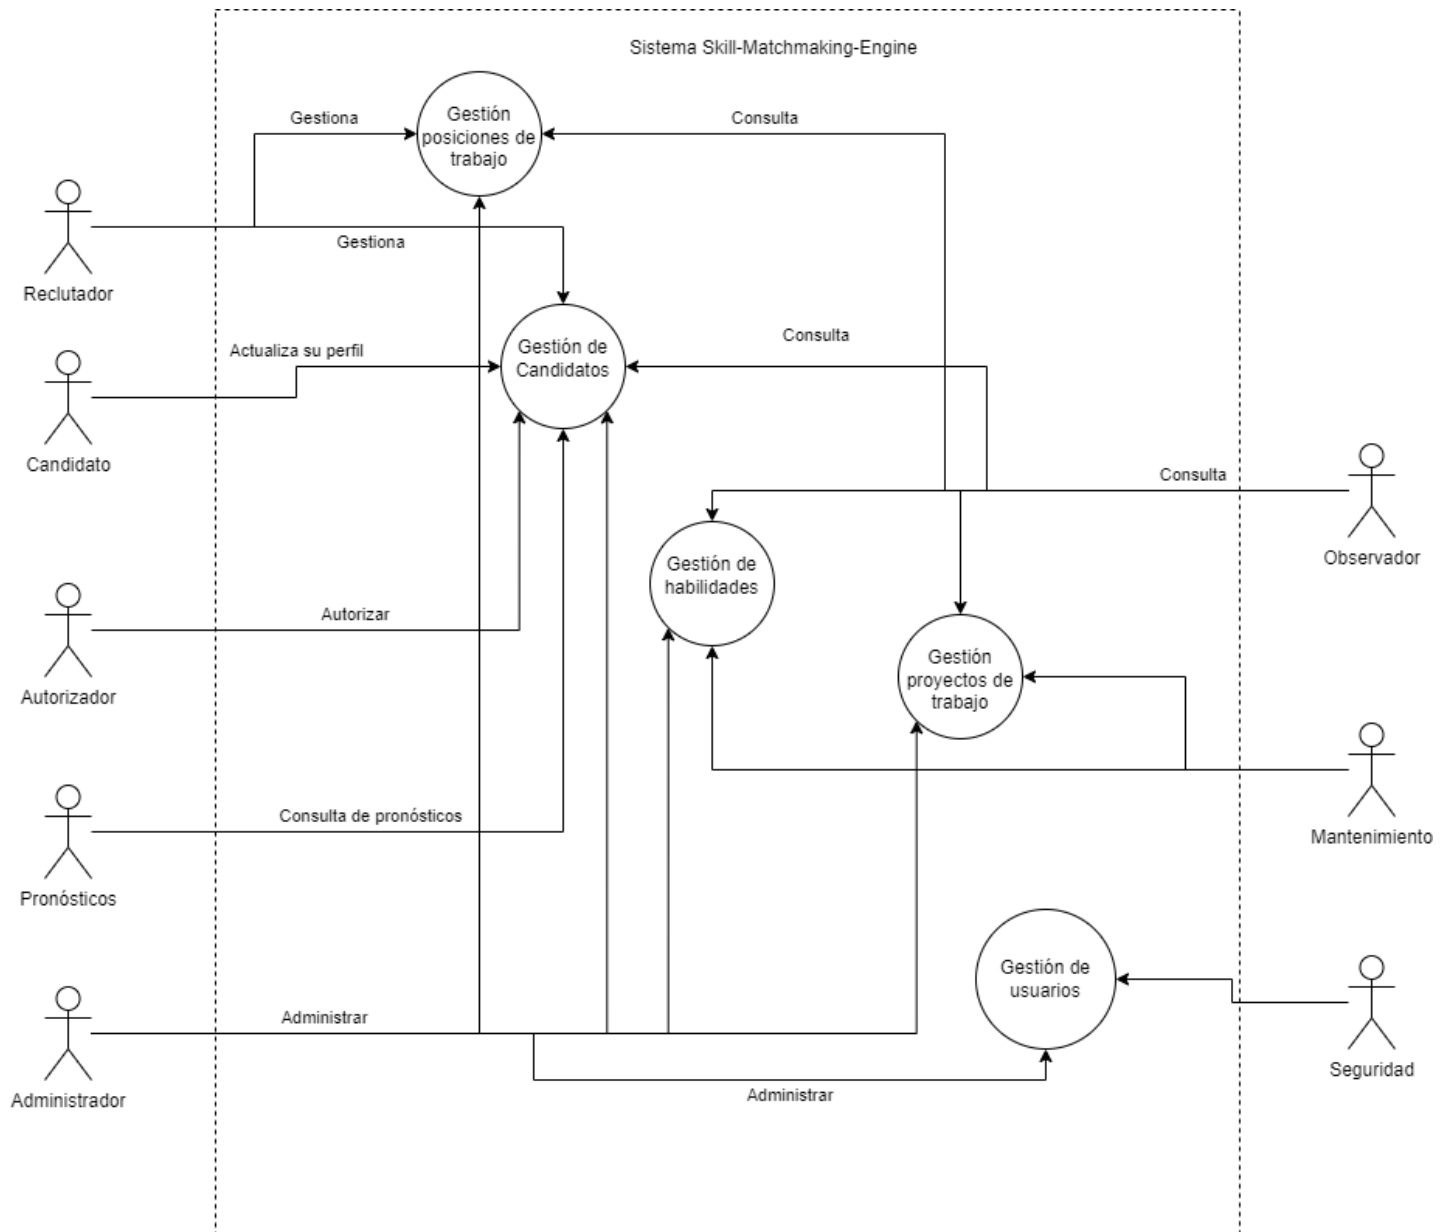 Sistema Skill-Matchmaking-Engine
Gestión
posiciones de
trabajo
Gestiona
Consulta
Gestiona
Reclutador
Gestión de
Candidatos
Consulta
Actualiza su perfil
Candidato
Consulta
Observador
Gestión de
habilidades
Autorizar
Autorizador
Gestión
proyectos de
trabajo
Consulta de pronósticos
Pronósticos
Mantenimiento
Gestión de
usuarios
Administrar
Administrador
Seguridad
Administrar